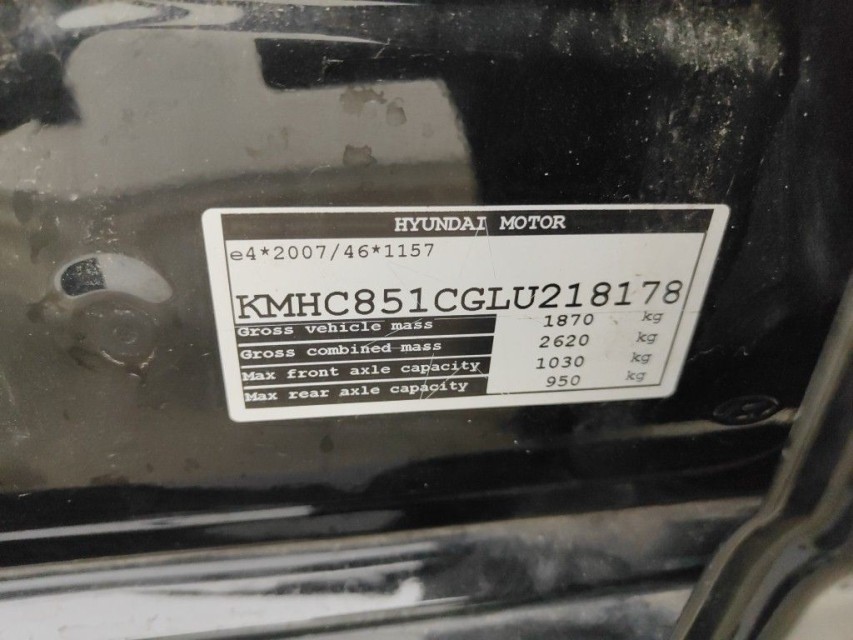 HYUNDAI MOTOR
e4*2007/46*1157
KMHC851CGLU218178
Gross vehicle mass 1870 kg
Gross combined mass 2620 kg
Max front axle capacity 1030 kg
Max rear axle capacity 950 kg